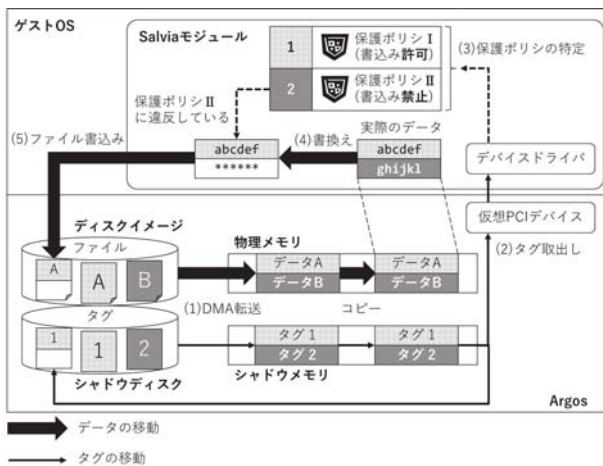 ゲストOS
Salviaモジュール
1
保護ポリシⅠ
(書込み許可)
2
保護ポリシⅡ
(書込み禁止)
(3)保護ポリシの特定
保護ポリシⅡ
に違反している
(5)ファイル書込み
abcdef
******
(4)書換え
実際のデータ
abcdef
ghijkl
デバイスドライバ
仮想PCIデバイス
(2)タグ取出し
ディスクイメージ
ファイル
A
A
B
物理メモリ
データA
データB
データA
データB
(1)DMA転送
コピー
タグ
1
1
2
シャドウディスク
タグ 1
タグ 2
タグ 1
タグ 2
シャドウメモリ
Argos
データの移動
タグの移動